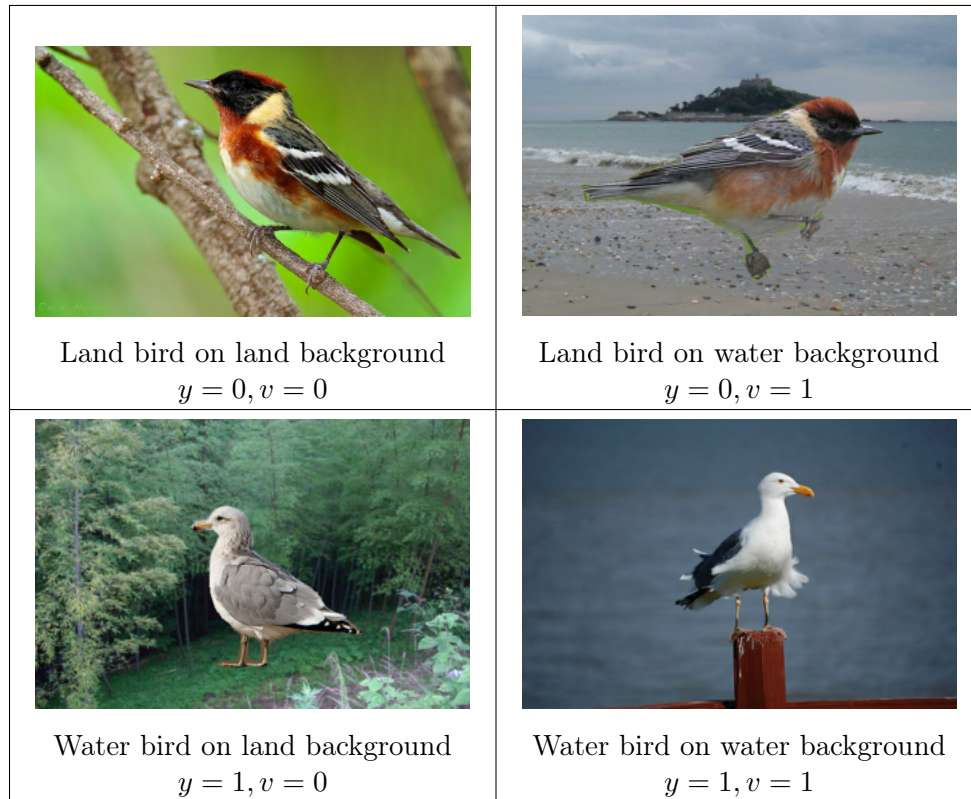 Land bird on land background
y = 0, v = 0
Land bird on water background
y = 0, v = 1
Water bird on land background
y = 1, v = 0
Water bird on water background
y = 1, v = 1